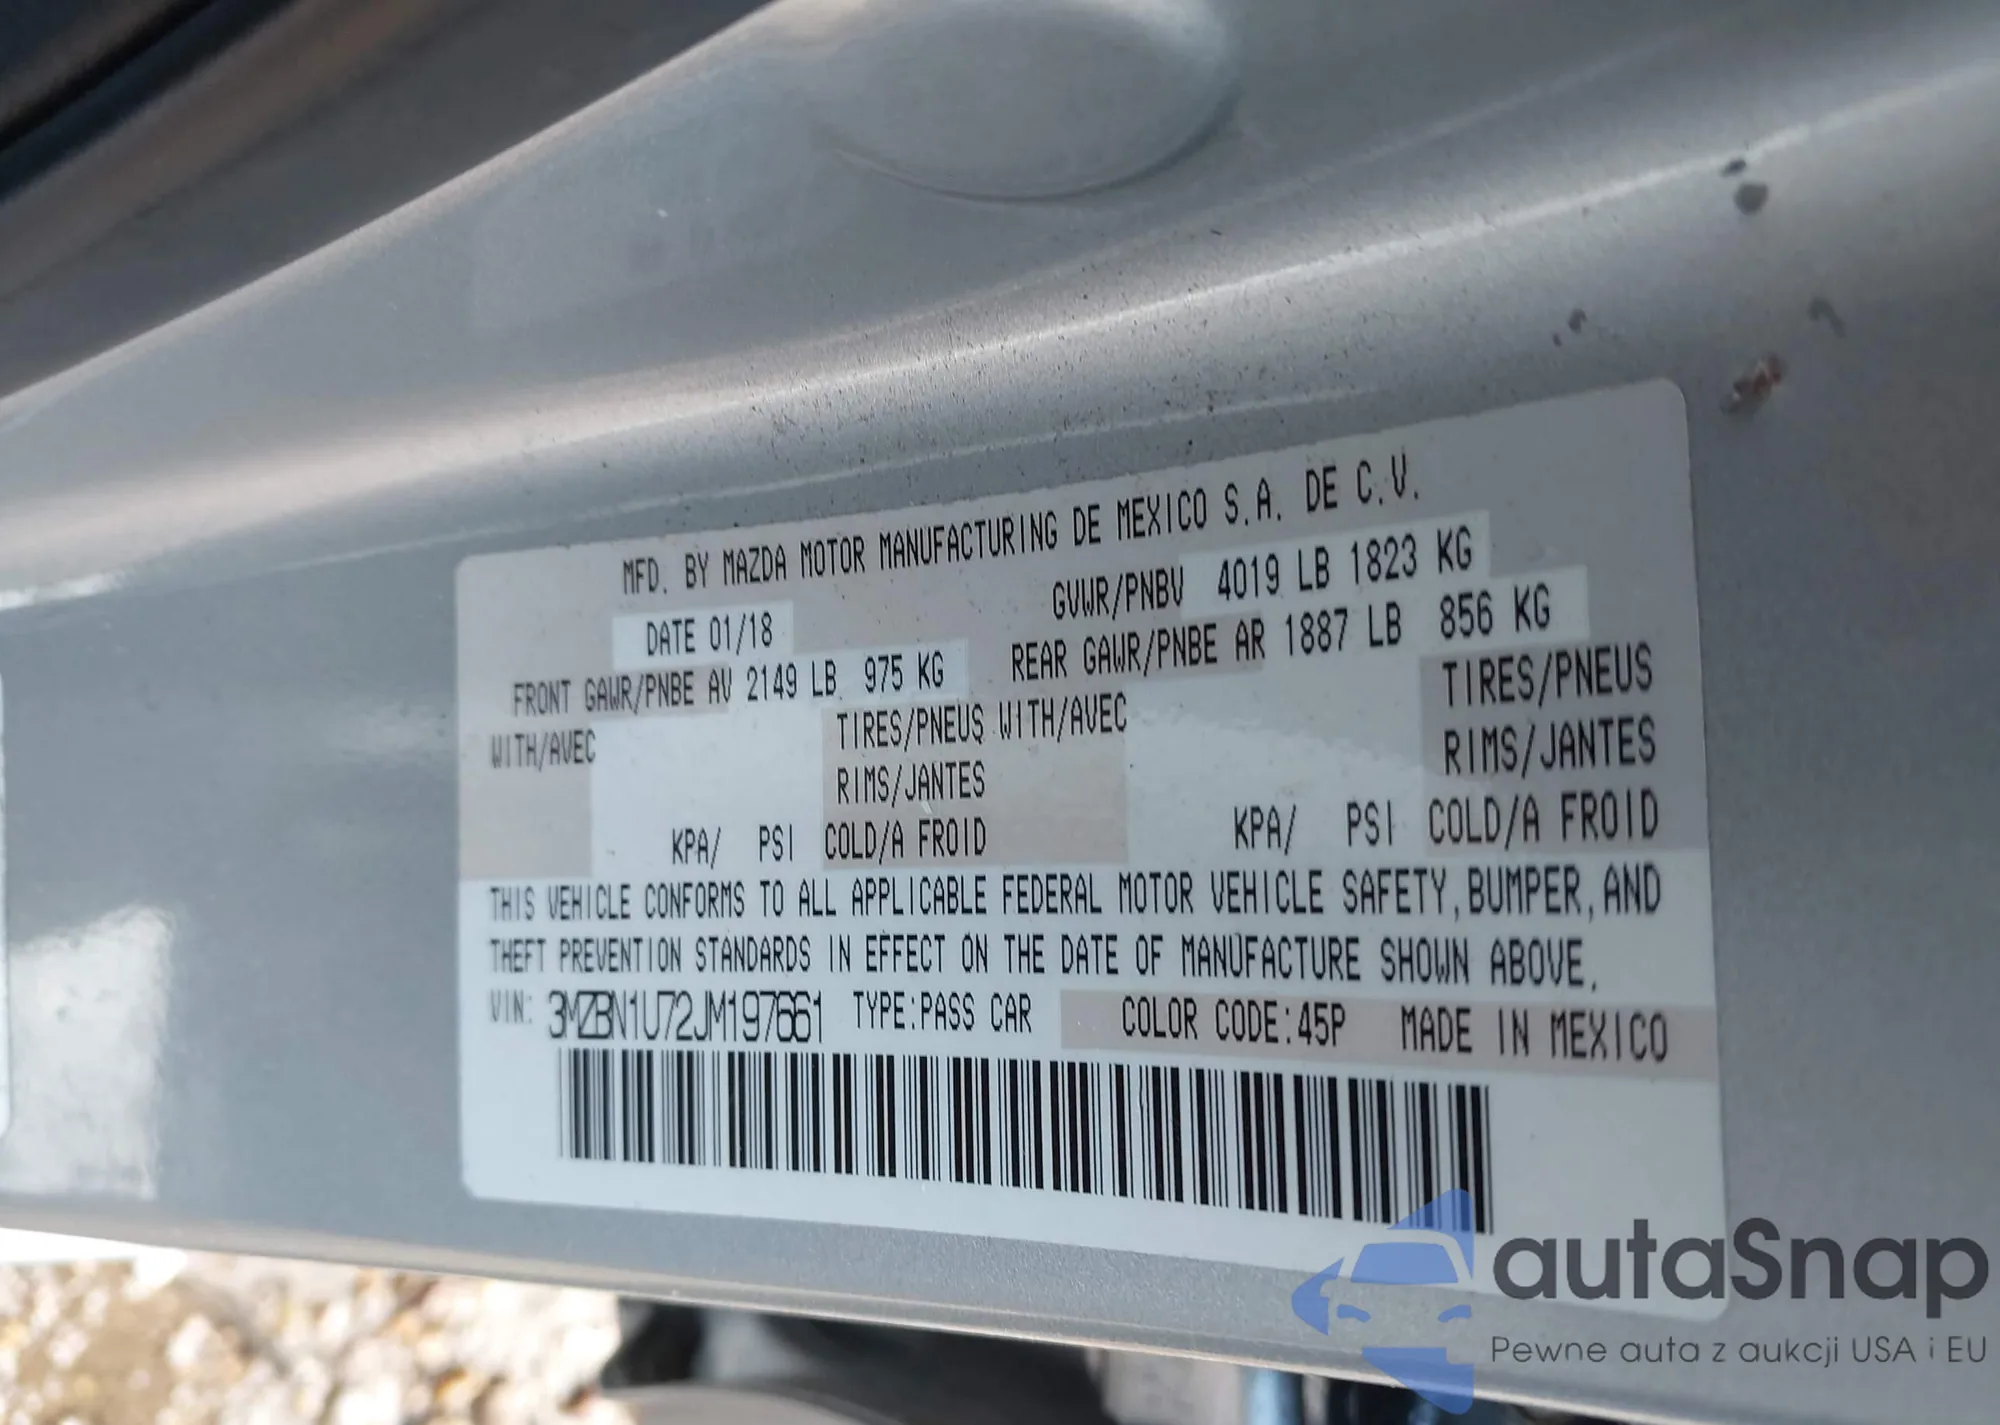 MFD. BY MAZDA MOTOR MANUFACTURING DE MEXICO S.A. DE C.V.
DATE 01/18 GVWR/PNBV 4019 LB 1823 KG
FRONT GAWR/PNBE AV 2149 LB 975 KG REAR GAWR/PNBE AR 1887 LB 856 KG
WITH/AVEC TIRES/PNEUS WITH/AVEC TIRES/PNEUS
RIMS/JANTES RIMS/JANTES
KPA/ PSI COLD/A FROID KPA/ PSI COLD/A FROID
THIS VEHICLE CONFORMS TO ALL APPLICABLE FEDERAL MOTOR VEHICLE SAFETY, BUMPER, AND
THEFT PREVENTION STANDARDS IN EFFECT ON THE DATE OF MANUFACTURE SHOWN ABOVE.
VIN: 3MZBN1U72JM197661 TYPE:PASS CAR COLOR CODE:45P MADE IN MEXICO
autaSnap
Pewne auta z aukcji USA i EU